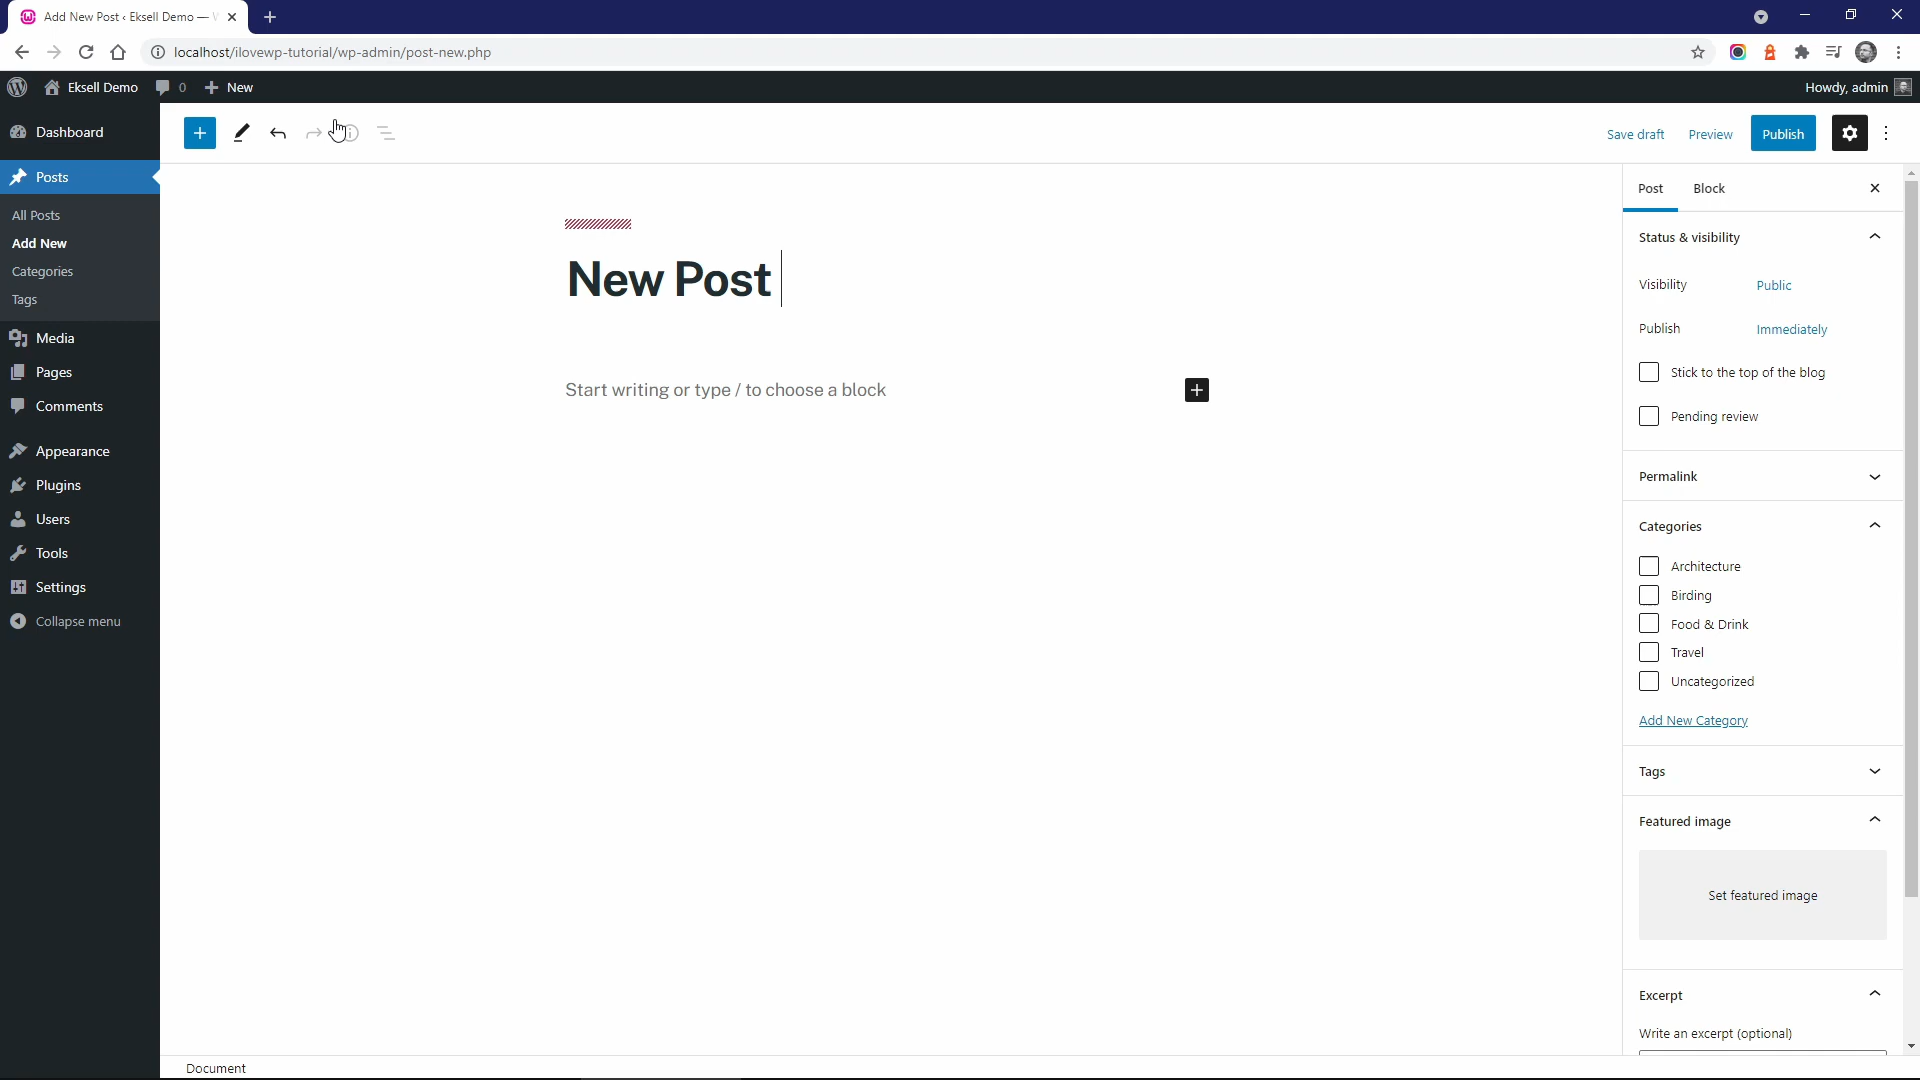 Add New Post ‹ Eksell Demo —
localhost/ilovewp-tutorial/wp-admin/post-new.php
Eksell Demo
0
New
Howdy, admin
Dashboard
Posts
All Posts
Add New
Categories
Tags
Media
Pages
Comments
Appearance
Plugins
Users
Tools
Settings
Collapse menu
Save draft
Preview
Publish
New Post
Start writing or type / to choose a block
Post
Block
Status & visibility
Visibility
Public
Publish
Immediately
Stick to the top of the blog
Pending review
Permalink
Categories
Architecture
Birding
Food & Drink
Travel
Uncategorized
Add New Category
Tags
Featured image
Set featured image
Excerpt
Write an excerpt (optional)
Document